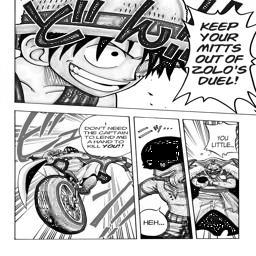 KEEP
YOUR
MITTS
OUT OF
ZOLO'S
DUEL!
DON'T NEED
THE CAPTAIN
TO LEND ME
A HAND TO
KILL YOU!!
YOU
LITTLE...
HEH...